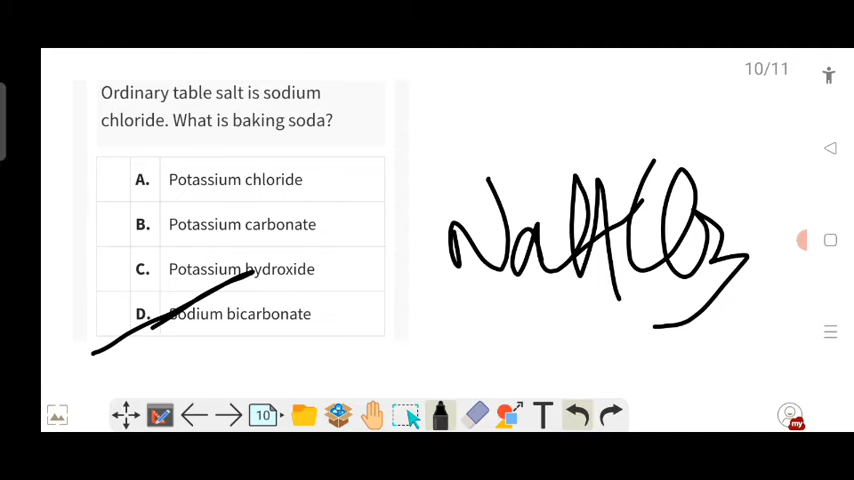 10/11
Ordinary table salt is sodium
chloride. What is baking soda?
A. Potassium chloride
B. Potassium carbonate
C. Potassium hydroxide
D. Sodium bicarbonate
NaHCO3
10
T
my